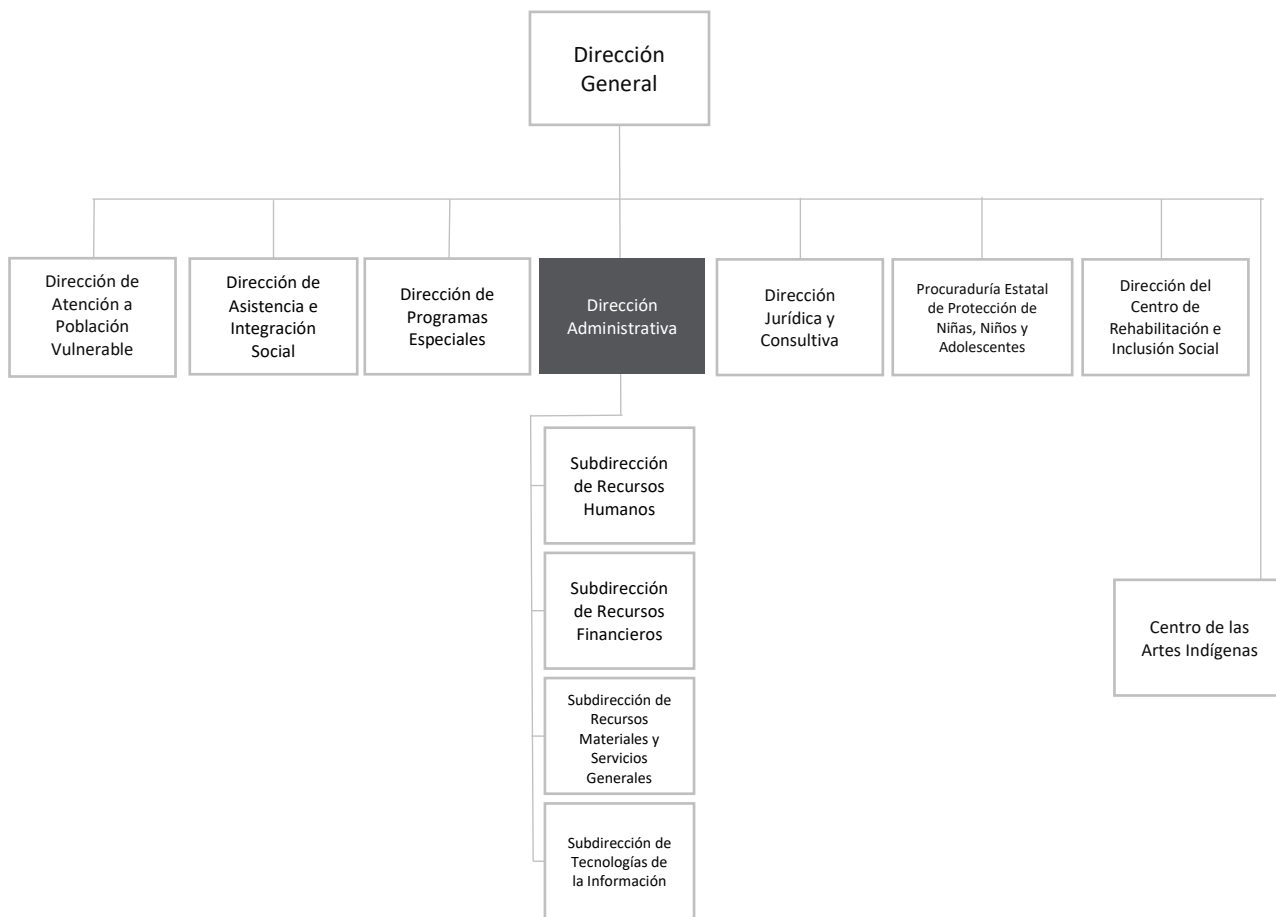 Dirección
General
Dirección de
Atención a
Población
Vulnerable
Dirección de
Asistencia e
Integración
Social
Dirección de
Programas
Especiales
Dirección
Administrativa
Dirección
Jurídica y
Consultiva
Procuraduría Estatal
de Protección de
Niñas, Niños y
Adolescentes
Dirección del
Centro de
Rehabilitación e
Inclusión Social
Subdirección
de Recursos
Humanos
Subdirección
de Recursos
Financieros
Subdirección de
Recursos
Materiales y
Servicios
Generales
Subdirección de
Tecnologías de
la Información
Centro de las
Artes Indígenas